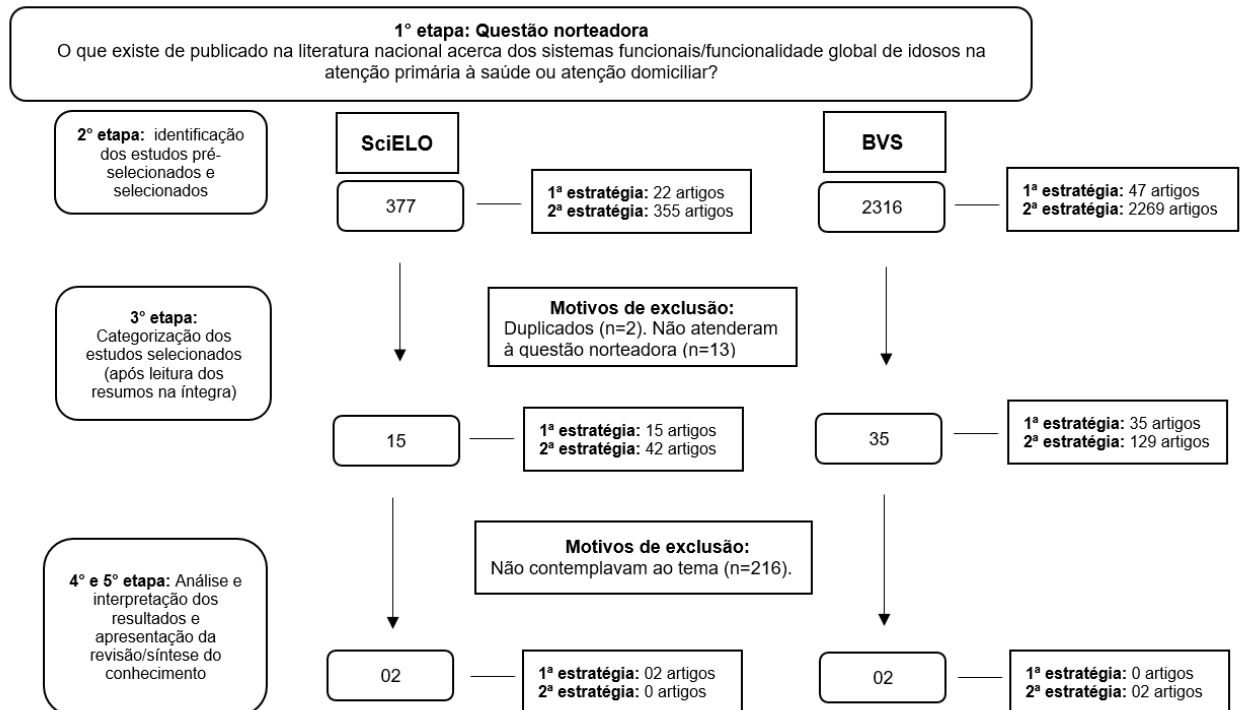 1° etapa: Questão norteadora
O que existe de publicado na literatura nacional acerca dos sistemas funcionais/funcionalidade global de idosos na
atenção primária à saúde ou atenção domiciliar?
2° etapa: identificação
dos estudos pré-
selecionados e
selecionados
SciELO
377
1ª estratégia: 22 artigos
2ª estratégia: 355 artigos
BVS
2316
1ª estratégia: 47 artigos
2ª estratégia: 2269 artigos
3° etapa:
Categorização dos
estudos selecionados
(após leitura dos
resumos na íntegra)
Motivos de exclusão:
Duplicados (n=2). Não atenderam
à questão norteadora (n=13)
15
1ª estratégia: 15 artigos
2ª estratégia: 42 artigos
35
1ª estratégia: 35 artigos
2ª estratégia: 129 artigos
Motivos de exclusão:
Não contemplavam ao tema (n=216).
4° e 5° etapa: Análise e
interpretação dos
resultados e
apresentação da
revisão/síntese do
conhecimento
02
1ª estratégia: 02 artigos
2ª estratégia: 0 artigos
02
1ª estratégia: 0 artigos
2ª estratégia: 02 artigos